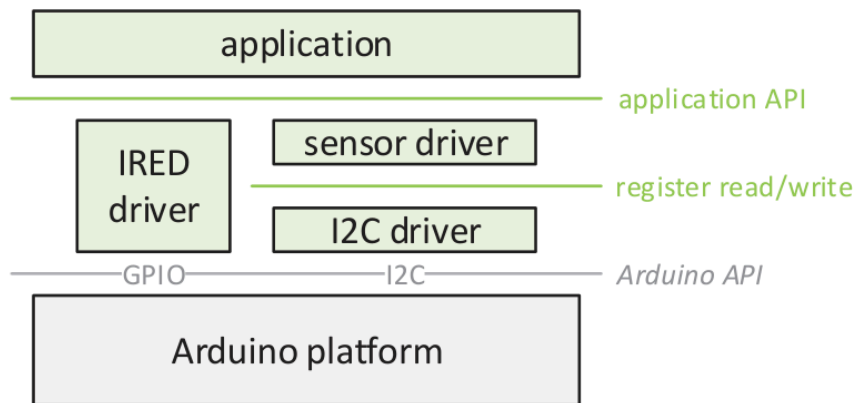 application
application API
IRED
driver
sensor driver
register read/write
I2C driver
GPIO
I2C
Arduino API
Arduino platform